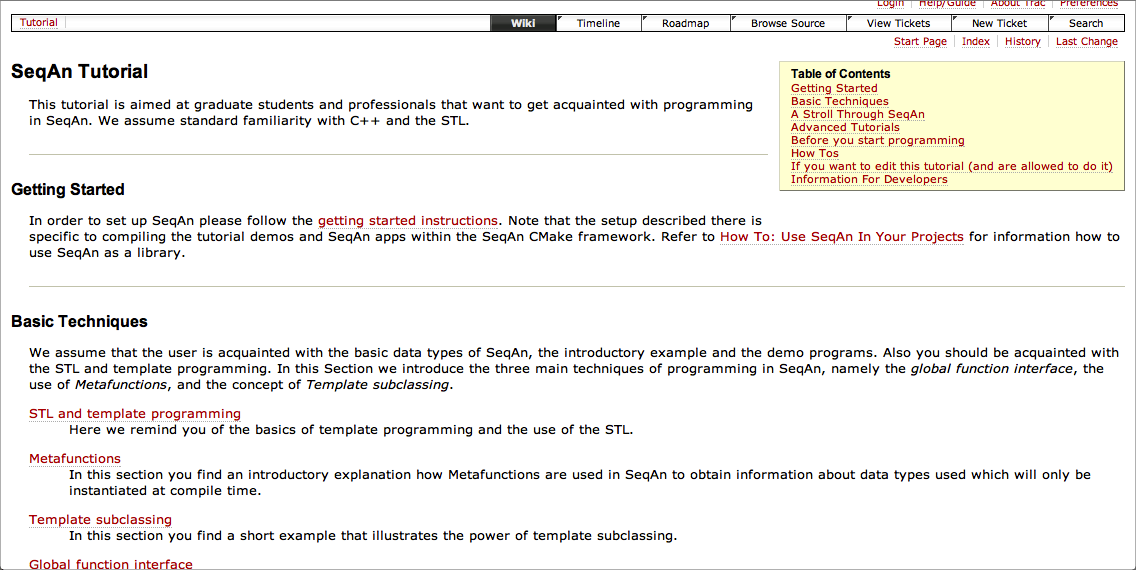 Login Help/Guide About Trac Preferences
Tutorial
Wiki Timeline Roadmap Browse Source View Tickets New Ticket Search
Start Page Index History Last Change
SeqAn Tutorial
This tutorial is aimed at graduate students and professionals that want to get acquainted with programming
in SeqAn. We assume standard familiarity with C++ and the STL.
Table of Contents
Getting Started
Basic Techniques
A Stroll Through SeqAn
Advanced Tutorials
Before you start programming
How Tos
If you want to edit this tutorial (and are allowed to do it)
Information For Developers
Getting Started
In order to set up SeqAn please follow the getting started instructions. Note that the setup described there is
specific to compiling the tutorial demos and SeqAn apps within the SeqAn CMake framework. Refer to How To: Use SeqAn In Your Projects for information how to
use SeqAn as a library.
Basic Techniques
We assume that the user is acquainted with the basic data types of SeqAn, the introductory example and the demo programs. Also you should be acquainted with
the STL and template programming. In this Section we introduce the three main techniques of programming in SeqAn, namely the global function interface, the
use of Metafunctions, and the concept of Template subclassing.
STL and template programming
Here we remind you of the basics of template programming and the use of the STL.
Metafunctions
In this section you find an introductory explanation how Metafunctions are used in SeqAn to obtain information about data types used which will only be
instantiated at compile time.
Template subclassing
In this section you find a short example that illustrates the power of template subclassing.
Global function interface